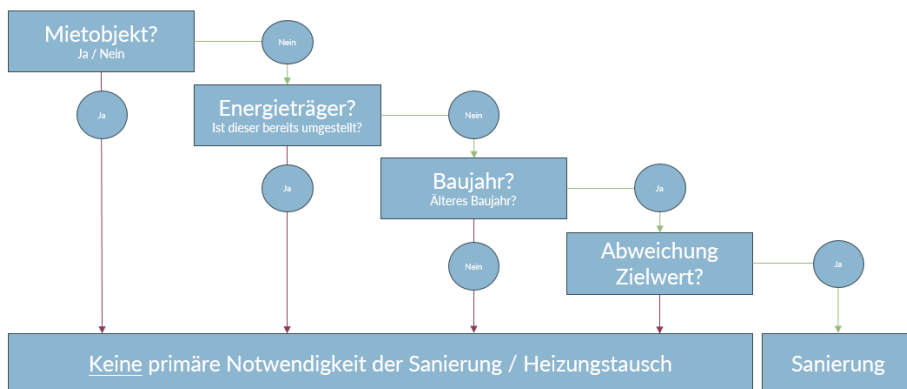 Mietobjekt?
Ja / Nein
Nein
Ja
Energieträger?
Ist dieser bereits umgestellt?
Nein
Ja
Baujahr?
Älteres Baujahr?
Ja
Nein
Abweichung
Zielwert?
Ja
Keine primäre Notwendigkeit der Sanierung / Heizungstausch
Sanierung